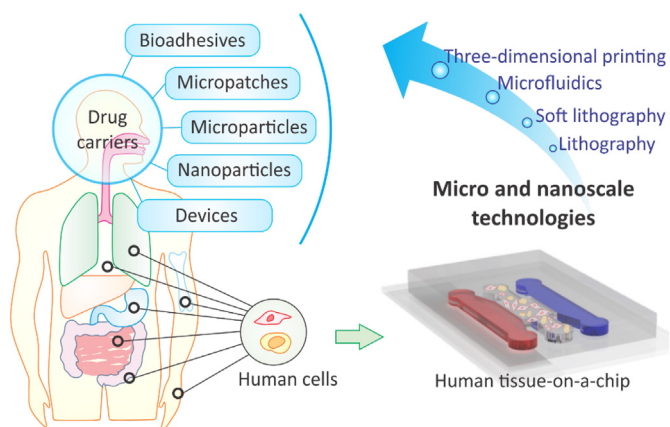 Bioadhesives
Micropatches
Drug
carriers
Microparticles
Nanoparticles
Devices
Three-dimensional printing
Microfluidics
Soft lithography
Lithography
Micro and nanoscale
technologies
Human cells
Human tissue-on-a-chip